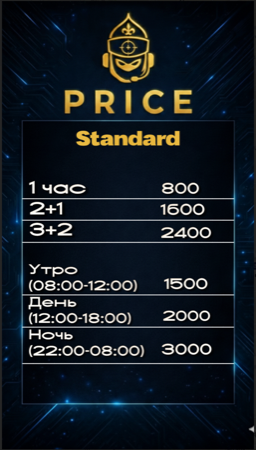 PRICE
Standard
1 час 800
2+1 1600
3+2 2400
Утро
(08:00-12:00) 1500
День
(12:00-18:00) 2000
Ночь
(22:00-08:00) 3000